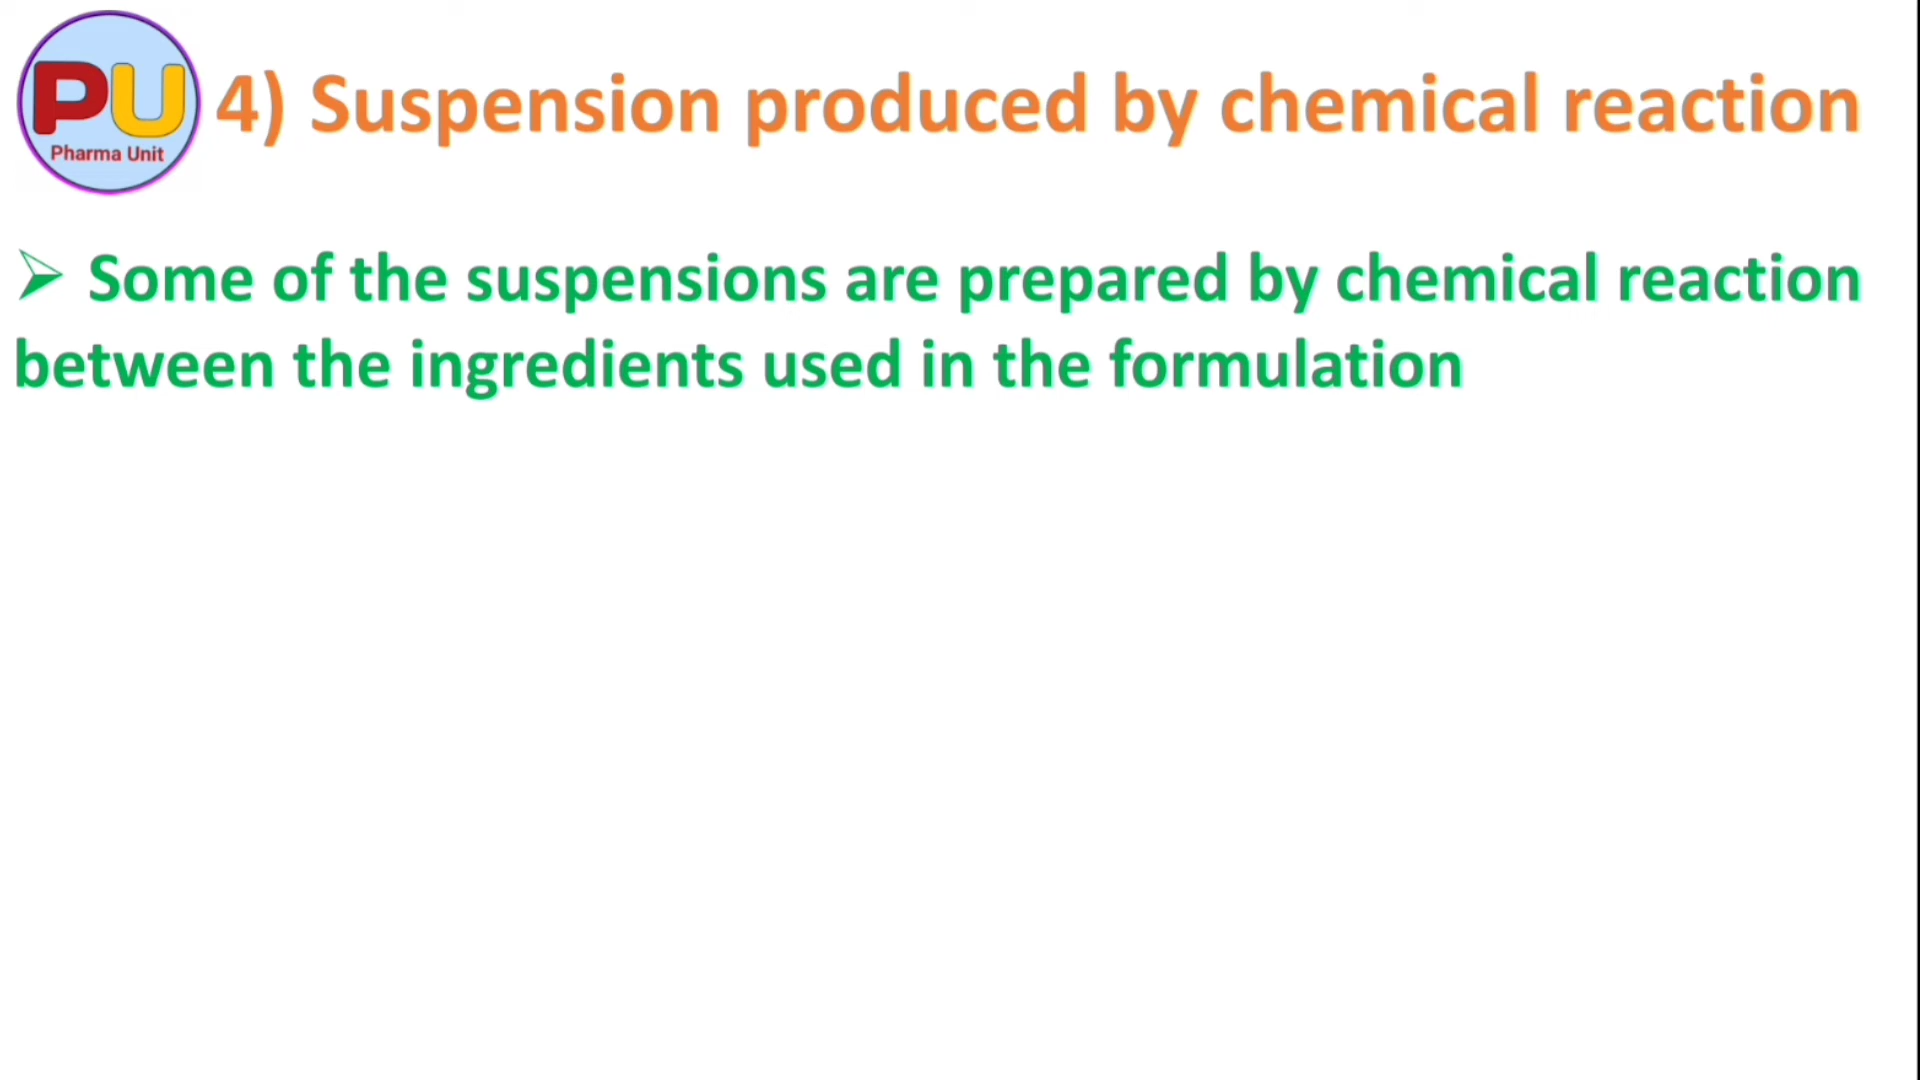 PU
Pharma Unit
4) Suspension produced by chemical reaction
➢ Some of the suspensions are prepared by chemical reaction
between the ingredients used in the formulation